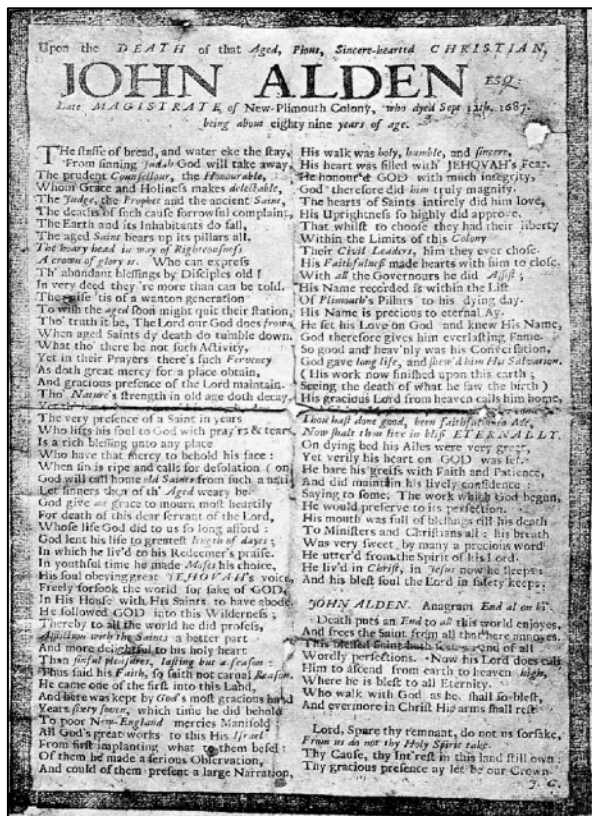 Upon the DEATH of that Aged, Pious, Sincere-hearted CHRISTIAN,
JOHN ALDEN ESQ:
Late MAGISTRATE of New-Plimouth Colony, who dyed Sept 12th. 1687.
being about eighty nine years of age.
THe staffe of bread, and water eke the stay,
From sinning Judah God will take away,
The prudent Counsellour, the Honourable,
Whom Grace and Holiness makes delectable,
The Judge, the Prophet and the ancient Saint,
The deaths of such cause sorrowful complaint,
The Earth and its Inhabitants do fall,
The aged Saint bears up its pillars all.
The hoary head in way of Righteousness
A crown of glory is. Who can express
Th' abundant blessings by Disciples old!
In very deed they're more than can be told.
The guise 'tis of a wanton generation
To wish the aged soon might quit their station,
Tho' truth it be, The Lord our God does frown
When aged Saints dy death do tumble down.
What tho' there be not such Activity,
Yet in their Prayers there's such Fervency
As doth great mercy for a place obtain,
And gracious presence of the Lord maintain.
Tho' Nature's strength in old age doth decay,
The very presence of a Saint in years
Who lifts his soul to God with pray'rs & tears,
Is a rich blessing unto any place
Who have that mercy to behold his face:
When sin is ripe and calls for desolation (on
God will call home old Saints from such a nati
Let sinners then of th' Aged weary be
God give me grace to mourn most heartily
For death of this dear servant of the Lord,
Whose life God did to us so long afford:
God lent his life to greatest length of dayes;
In which he liv'd to his Redeemer's praise.
In youthful time he made Moses his choice,
His soul obeying great JEHOVAH's voice,
Freely forsook the world for sake of GOD,
In His House with His Saints to have abode.
He followed GOD into this Wilderness;
Thereby to all the world he did profess,
Affliction with the Saints a better part
And more delightful to his holy heart
Than sinful pleasures, lasting but a season:
Thus said his Faith, so saith not carnal Reason.
He came one of the first into this Land,
And here was kept by God's most gracious hand
Years sixty seven, which time he did behold
To poor New-England mercies Manifold:
All God's great works to this His Israel
From first implanting what to them befel:
Of them he made a serious Observation,
And could of them present a large Narration,
His walk was holy, humble, and sincere,
His heart was filled with JEHOVAH's Fear.
He honour'd GOD with much integrity,
God therefore did him truly magnify.
The hearts of Saints intirely did him love,
His Uprightness so highly did approve,
That whilst to choose they had their liberty
Within the Limits of this Colony
Their Civil Leaders, him they ever chose.
His Faithfulness made hearts with him to close,
With all the Governours he did Assist;
His Name recorded is within the List
Of Plimouth's Pillars to his dying day.
His Name is precious to eternal Ay.
He set his Love on God and knew His Name,
God therefore gives him everlasting Fame.
So good and heav'nly was his Conversation,
God gave long life, and shew'd him His Salvation.
(His work now finished upon this earth;
Seeing the death of what he saw the birth)
His gracious Lord from heaven calls him home,
Thou hast done good, been faithful unto Me,
Now shalt thou live in bliss ETERNALLY.
On dying bed his Ailes were very great,
Yet verily his heart on GOD was set.
He bare his greifs with Faith and Patience,
And did maintain his lively confidence:
Saying to some, The work which God begun,
He would preserve to its perfection.
His mouth was full of blessings till his death
To Ministers and Christians all: his breath
Was very sweet by many a precious word
He utter'd from the Spirit of his Lord.
He liv'd in Christ, in Jesus now he sleeps:
And his blest soul the Lord in safety keeps.
JOHN ALDEN. Anagram End al on hi'.
Death puts an End to all this world enjoyes,
And frees the Saint from all that here annoyes.
This blessed Saint hath seen End of all
Wordly perfections. Now his Lord does call
Him to ascend from earth to heaven high,
Where he is blest to all Eternity.
Who walk with God as he, shall so blest,
And evermore in Christ His arms shall rest
Lord, Spare thy remnant, do not us forsake,
From us do not thy Holy Spirit take.
Thy Cause, thy Int'rest in this land still own:
Thy gracious presence ay let be our Crown
J. C.